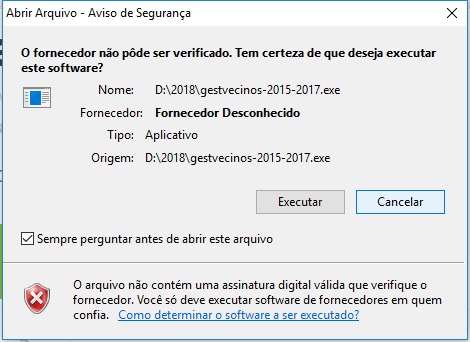 Abrir Arquivo - Aviso de Segurança
O fornecedor não pôde ser verificado. Tem certeza de que deseja executar
este software?
Nome: D:\2018\gestvecinos-2015-2017.exe
Fornecedor: Fornecedor Desconhecido
Tipo: Aplicativo
Origem: D:\2018\gestvecinos-2015-2017.exe
Executar Cancelar
Sempre perguntar antes de abrir este arquivo
O arquivo não contém uma assinatura digital válida que verifique o
fornecedor. Você só deve executar software de fornecedores em quem
confia. Como determinar o software a ser executado?